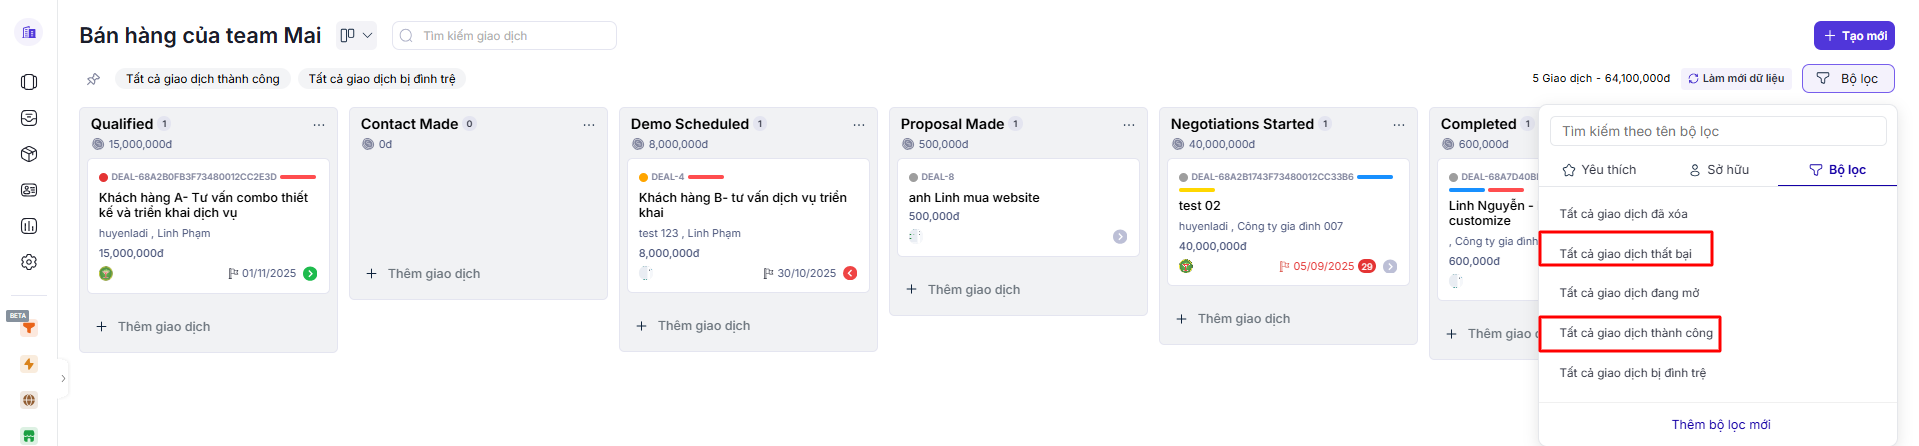 Bán hàng của team Mai
Tìm kiếm giao dịch
Tạo mới
Tất cả giao dịch thành công
Tất cả giao dịch bị đình trệ
5 Giao dịch - 64,100,000đ
Làm mới dữ liệu
Bộ lọc
BETA
Qualified 1
15,000,000đ
DEAL-68A2B0FB3F73480012CC2E3D
Khách hàng A- Tư vấn combo thiết
kế và triển khai dịch vụ
huyenladi , Linh Phạm
15,000,000đ
01/11/2025
Thêm giao dịch
Contact Made 0
0đ
Thêm giao dịch
Demo Scheduled 1
8,000,000đ
DEAL-4
Khách hàng B- tư vấn dịch vụ triển
khai
test 123 , Linh Phạm
8,000,000đ
30/10/2025
Thêm giao dịch
Proposal Made 1
500,000đ
DEAL-8
anh Linh mua website
500,000đ
Thêm giao dịch
Negotiations Started 1
40,000,000đ
DEAL-68A2B1743F73480012CC33B6
test 02
huyenladi , Công ty gia đình 007
40,000,000đ
05/09/2025 29
Thêm giao dịch
Completed 1
600,000đ
DEAL-68A7D40B
Linh Nguyễn -
customize
, Công ty gia đình
600,000đ
Thêm giao
Tìm kiếm theo tên bộ lọc
Yêu thích
Sở hữu
Bộ lọc
Tất cả giao dịch đã xóa
Tất cả giao dịch thất bại
Tất cả giao dịch đang mở
Tất cả giao dịch thành công
Tất cả giao dịch bị đình trệ
Thêm bộ lọc mới